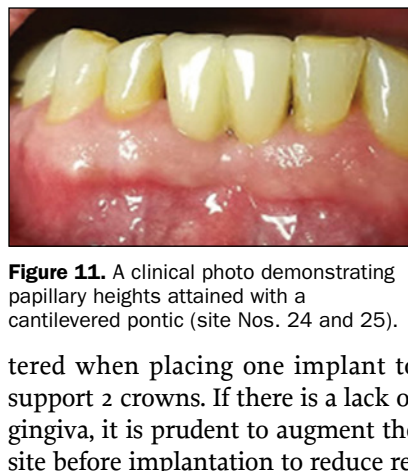 Figure 11. A clinical photo demonstrating
papillary heights attained with a
cantilevered pontic (site Nos. 24 and 25).
tered when placing one implant to
support 2 crowns. If there is a lack o
gingiva, it is prudent to augment the
site before implantation to reduce re